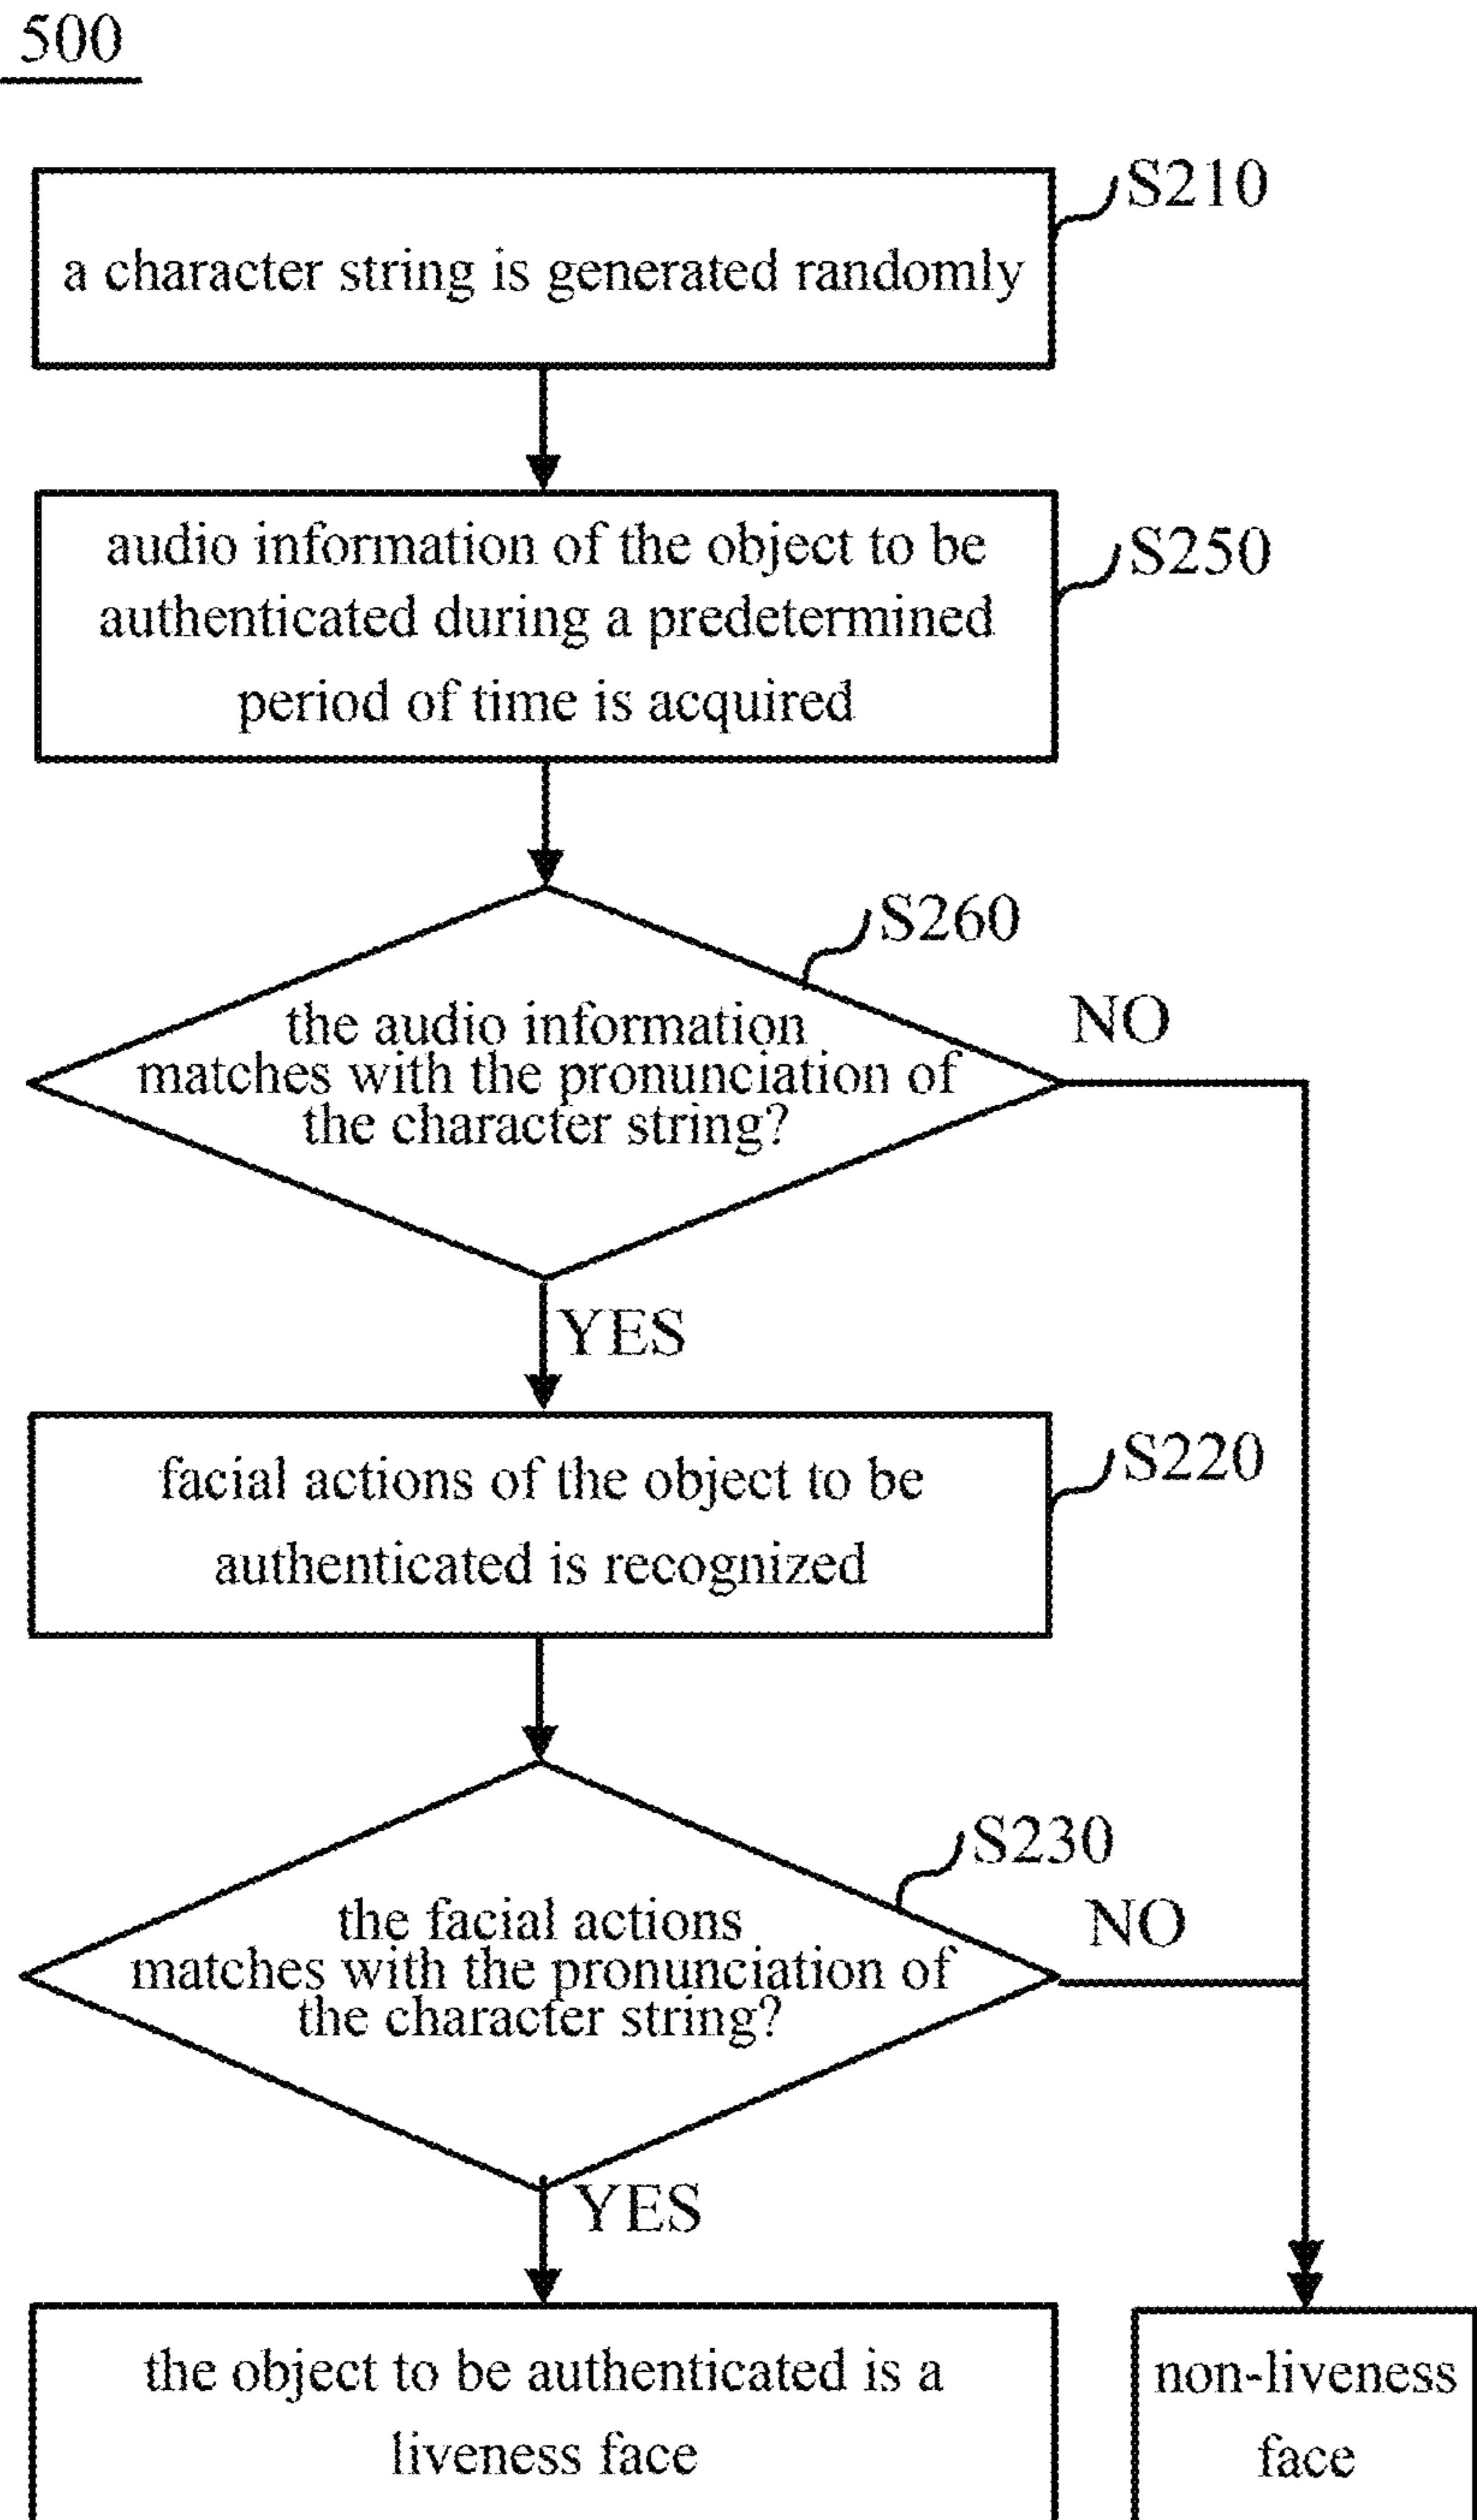 500
S210
a character string is generated randomly
S250
audio information of the object to be
authenticated during a predetermined
period of time is acquired
S260
the audio information
matches with the pronunciation of
the character string?
NO
YES
S220
facial actions of the object to be
authenticated is recognized
S230
the facial actions
matches with the pronunciation of
the character string?
NO
YES
the object to be authenticated is a
liveness face
non-liveness
face